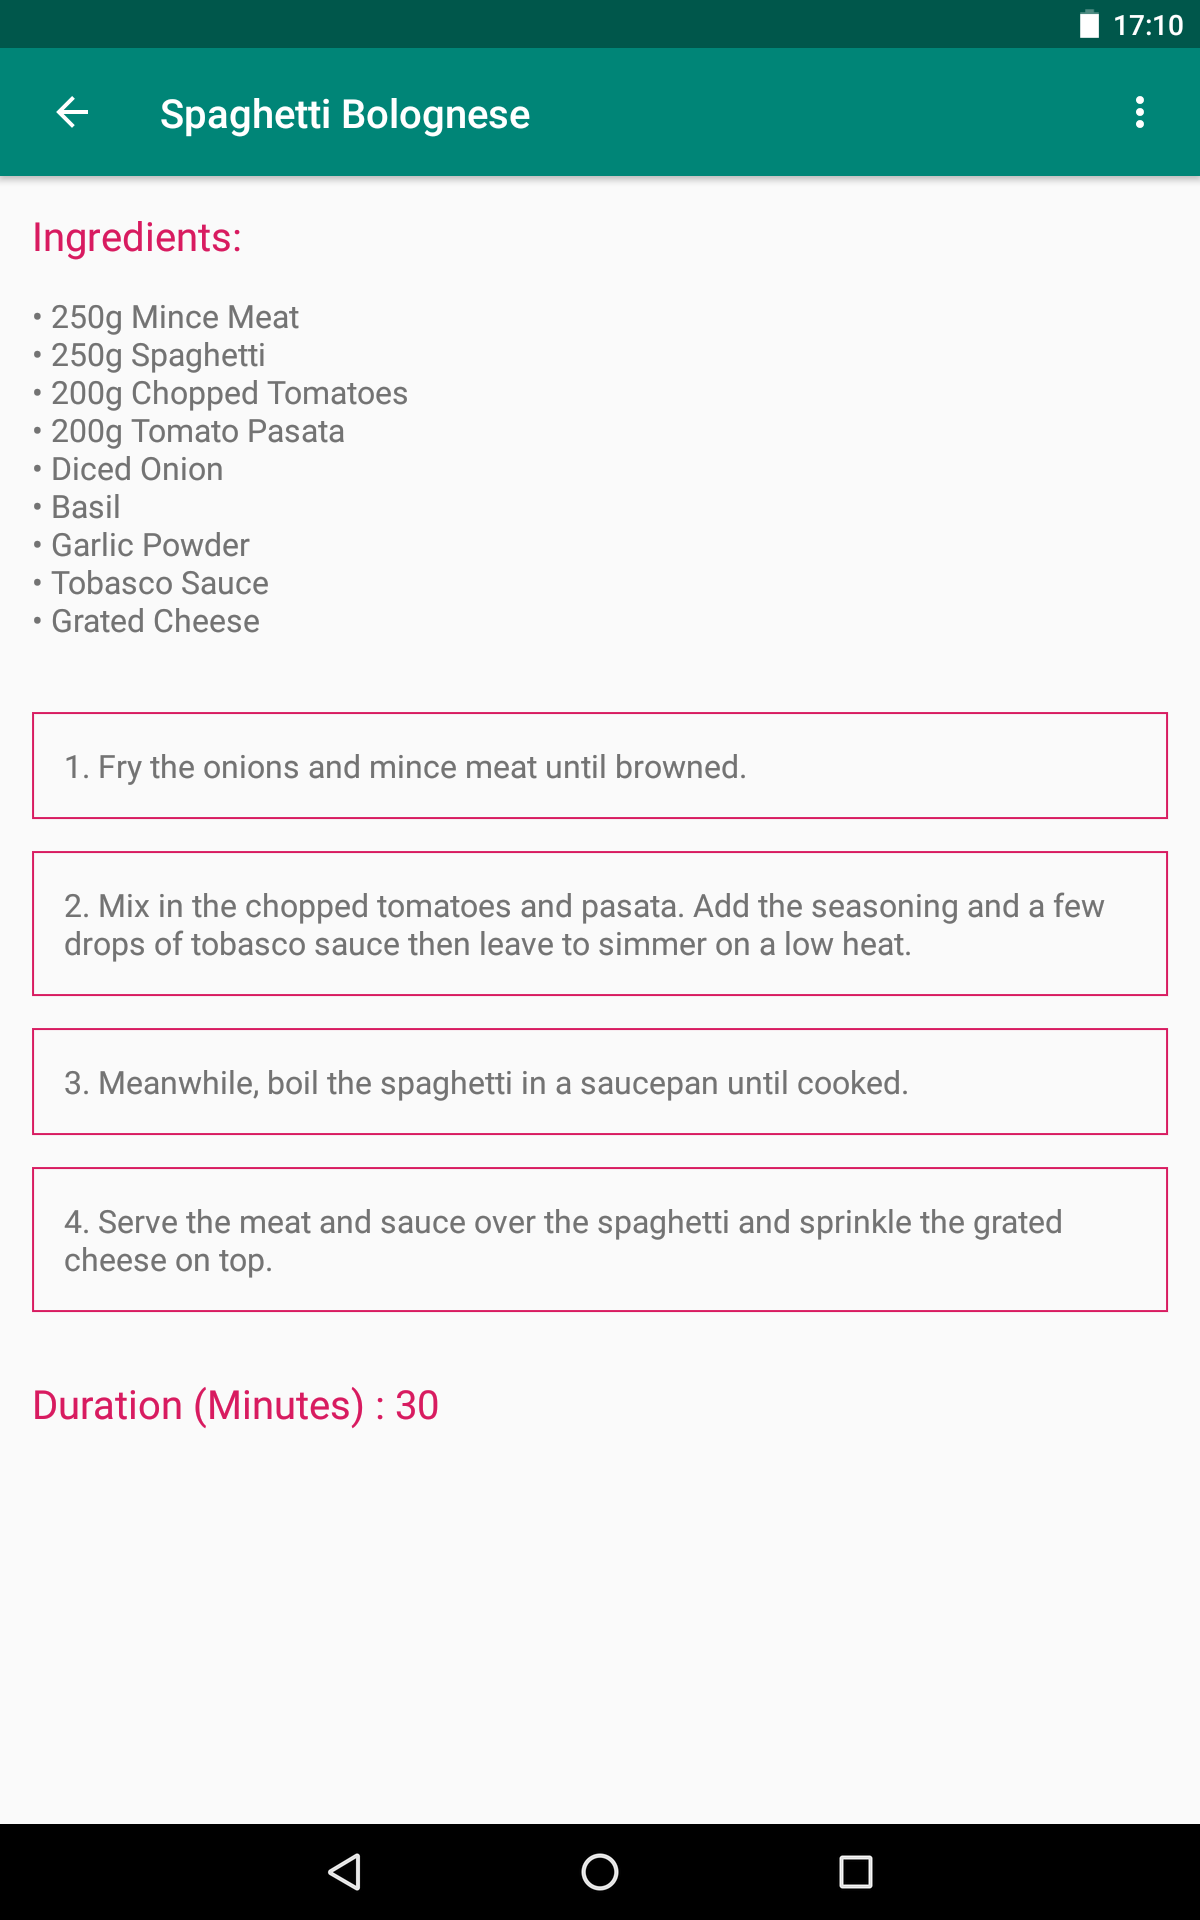 17:10
Spaghetti Bolognese
Ingredients:
• 250g Mince Meat
• 250g Spaghetti
• 200g Chopped Tomatoes
• 200g Tomato Pasata
• Diced Onion
• Basil
• Garlic Powder
• Tobasco Sauce
• Grated Cheese
1. Fry the onions and mince meat until browned.
2. Mix in the chopped tomatoes and pasata. Add the seasoning and a few
drops of tobasco sauce then leave to simmer on a low heat.
3. Meanwhile, boil the spaghetti in a saucepan until cooked.
4. Serve the meat and sauce over the spaghetti and sprinkle the grated
cheese on top.
Duration (Minutes) : 30